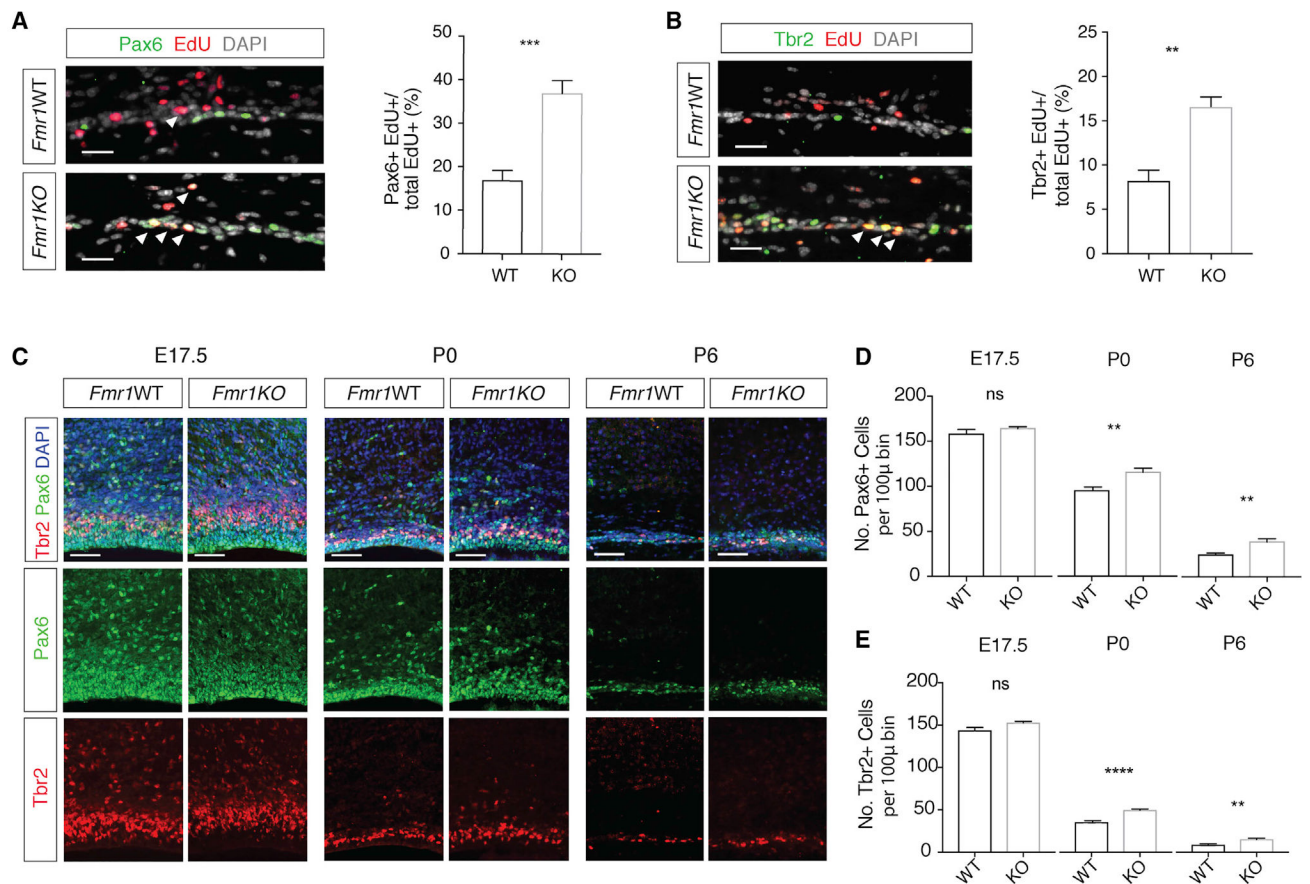 A
Pax6 EdU DAPI
Fmr1WT
Fmr1KO
Pax6+ EdU+/
total EdU+ (%)
50
40
30
20
10
0
***
WT KO
B
Tbr2 EdU DAPI
Fmr1WT
Fmr1KO
Tbr2+ EdU+/
total EdU+ (%)
25
20
15
10
5
0
**
WT KO
C
E17.5 P0 P6
Fmr1WT Fmr1KO Fmr1WT Fmr1KO Fmr1WT Fmr1KO
Tbr2 Pax6 DAPI
Pax6
Tbr2
D
E17.5 P0 P6
No. Pax6+ Cells
per 100µ bin
200
150
100
50
0
ns ** **
WT KO WT KO WT KO
E
E17.5 P0 P6
No. Tbr2+ Cells
per 100µ bin
200
150
100
50
0
ns **** **
WT KO WT KO WT KO